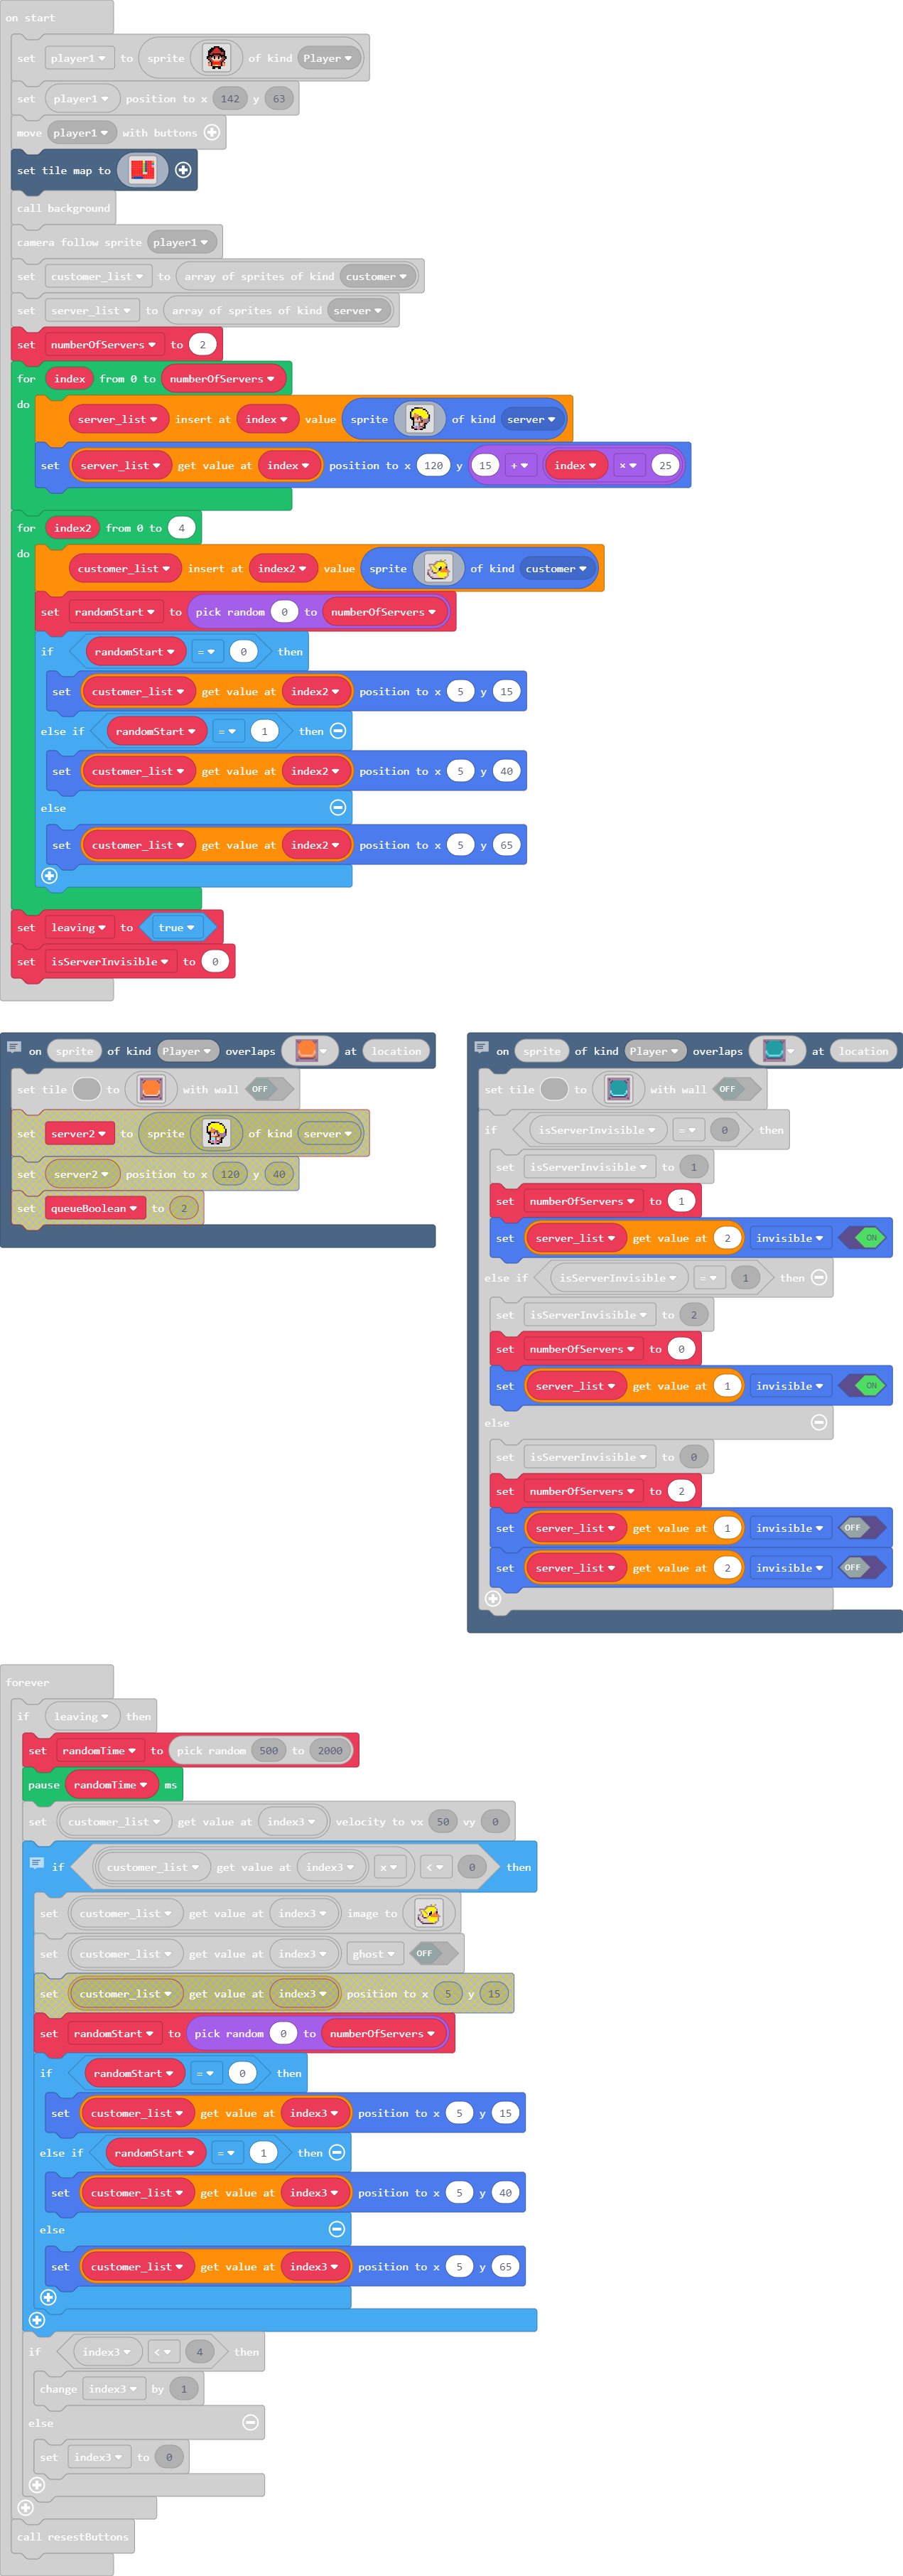 on start
set player1 to sprite of kind Player
set player1 position to x 142 y 63
move player1 with buttons
set tile map to
call background
camera follow sprite player1
set customer_list to array of sprites of kind customer
set server_list to array of sprites of kind server
set numberOfServers to 2
for index from 0 to numberOfServers
do
server_list insert at index value sprite of kind server
set server_list get value at index position to x 120 y 15 + index × 25
for index2 from 0 to 4
do
customer_list insert at index2 value sprite of kind customer
set randomStart to pick random 0 to numberOfServers
if randomStart = 0 then
set customer_list get value at index2 position to x 5 y 15
else if randomStart = 1 then
set customer_list get value at index2 position to x 5 y 40
else
set customer_list get value at index2 position to x 5 y 65
set leaving to true
set isServerInvisible to 0
on sprite of kind Player overlaps at location
set tile to with wall OFF
set server2 to sprite of kind server
set server2 position to x 120 y 40
set queueBoolean to 2
on sprite of kind Player overlaps at location
set tile to with wall OFF
if isServerInvisible = 0 then
set isServerInvisible to 1
set numberOfServers to 1
set server_list get value at 2 invisible ON
else if isServerInvisible = 1 then
set isServerInvisible to 2
set numberOfServers to 0
set server_list get value at 1 invisible ON
else
set isServerInvisible to 0
set numberOfServers to 2
set server_list get value at 1 invisible OFF
set server_list get value at 2 invisible OFF
forever
if leaving then
set randomTime to pick random 500 to 2000
pause randomTime ms
set customer_list get value at index3 velocity to vx 50 vy 0
if customer_list get value at index3 x < 0 then
set customer_list get value at index3 image to
set customer_list get value at index3 ghost OFF
set customer_list get value at index3 position to x 5 y 15
set randomStart to pick random 0 to numberOfServers
if randomStart = 0 then
set customer_list get value at index3 position to x 5 y 15
else if randomStart = 1 then
set customer_list get value at index3 position to x 5 y 40
else
set customer_list get value at index3 position to x 5 y 65
if index3 < 4 then
change index3 by 1
else
set index3 to 0
call resestButtons